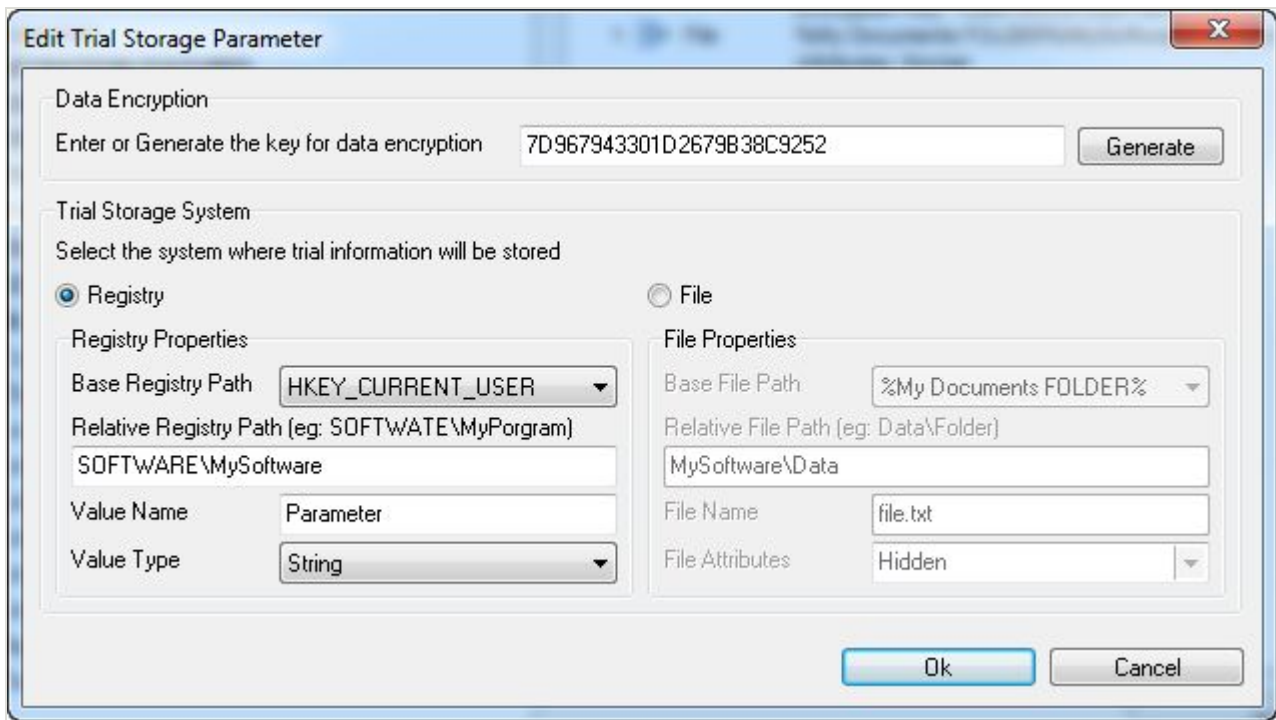 Edit Trial Storage Parameter
Data Encryption
Enter or Generate the key for data encryption 7D967943301D2679B38C9252 Generate
Trial Storage System
Select the system where trial information will be stored
Registry File
Registry Properties
Base Registry Path HKEY_CURRENT_USER
Relative Registry Path (eg: SOFTWATE\MyPorgram)
SOFTWARE\MySoftware
Value Name Parameter
Value Type String
File Properties
Base File Path %My Documents FOLDER%
Relative File Path (eg: Data\Folder)
MySoftware\Data
File Name file.txt
File Attributes Hidden
Ok Cancel